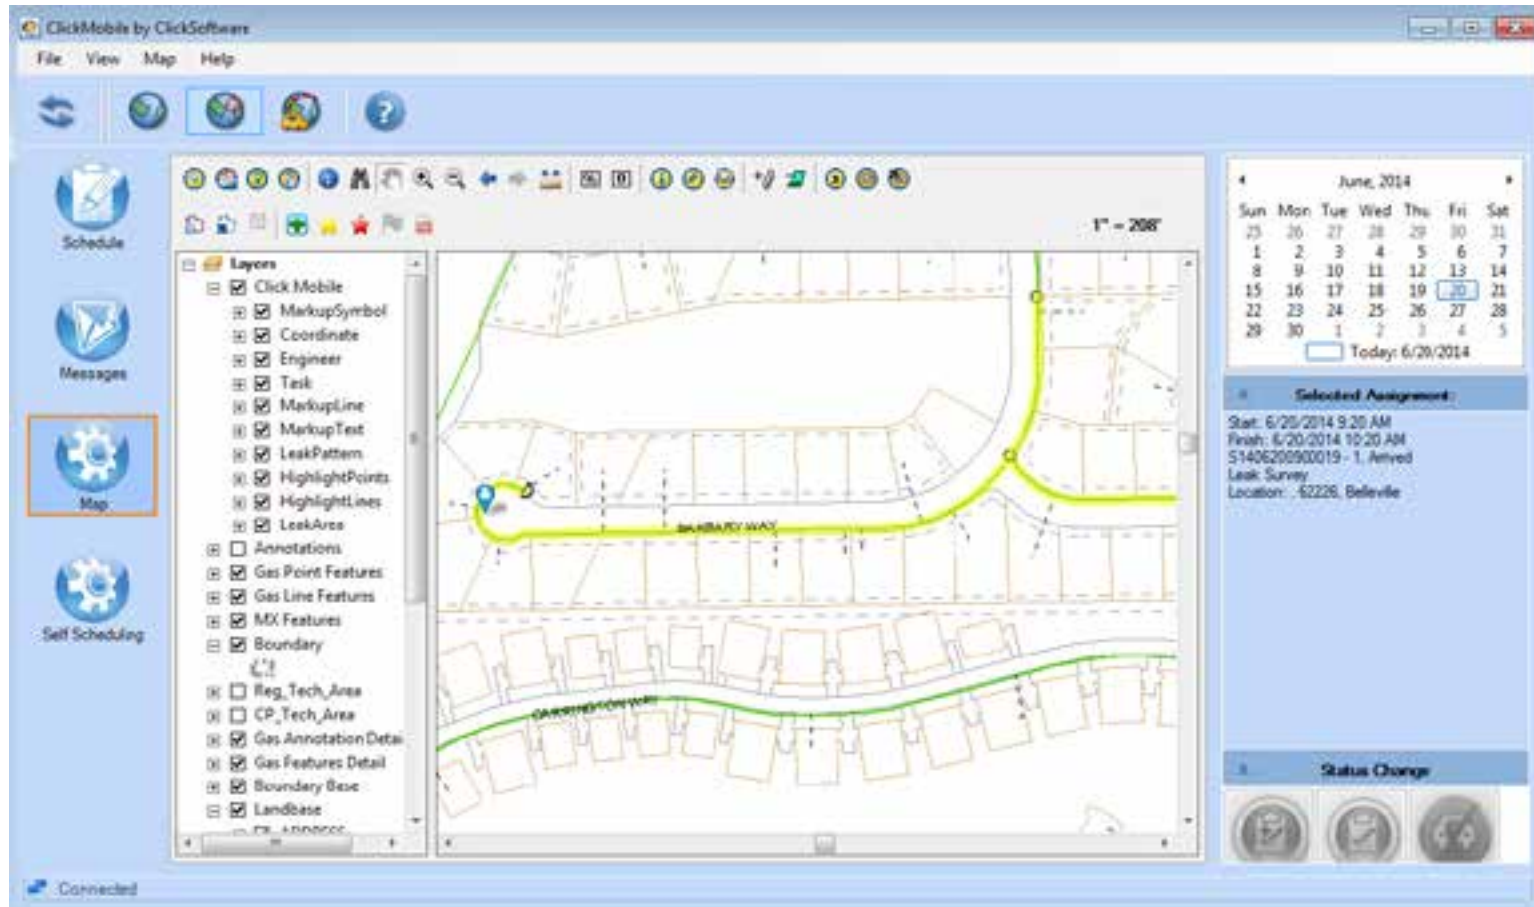 ClickMobile by ClickSoftware
File View Map Help
Schedule
Messages
Map
Self Scheduling
1" = 208'
Layers
Click Mobile
MarkupSymbol
Coordinate
Engineer
Task
MarkupLine
MarkupText
LeakPattern
HighlightPoints
HighlightLines
LeakArea
Annotations
Gas Point Features
Gas Line Features
MX Features
Boundary
Reg_Tech_Area
CP_Tech_Area
Gas Annotation Detai
Gas Features Detail
Boundary Base
Landbase
BARBARY WAY
CARRINGTON WAY
June, 2014
Sun Mon Tue Wed Thu Fri Sat
25 26 27 28 29 30 31
1 2 3 4 5 6 7
8 9 10 11 12 13 14
15 16 17 18 19 20 21
22 23 24 25 26 27 28
29 30 1 2 3 4 5
Today: 6/20/2014
Selected Assignment:
Start: 6/20/2014 9:20 AM
Finish: 6/20/2014 10:20 AM
S1406200900019 - 1, Arrived
Leak Survey
Location: , 62226, Belleville
Status Change
Connected